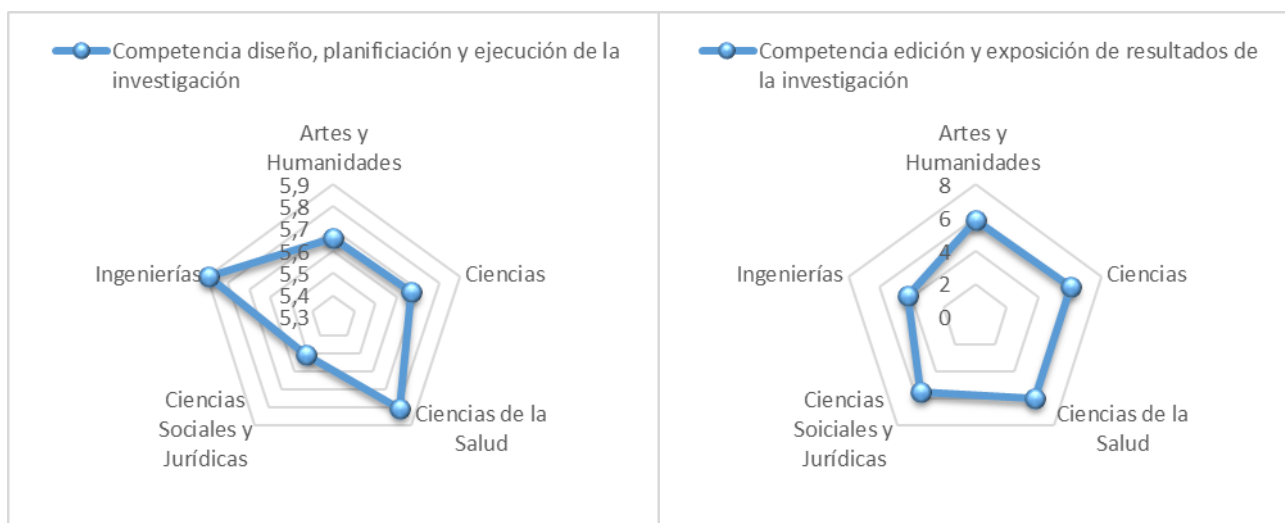 Competencia diseño, planificiación y ejecución de la
investigación
Artes y
Humanidades
5,9
5,8
5,7
5,6
5,5
5,4
5,3
Ingenierías
Ciencias
Ciencias
Sociales y
Jurídicas
Ciencias de la
Salud
Competencia edición y exposición de resultados de
la investigación
Artes y
Humanidades
8
6
4
2
0
Ingenierías
Ciencias
Ciencias
Soiciales y
Jurídicas
Ciencias de la
Salud